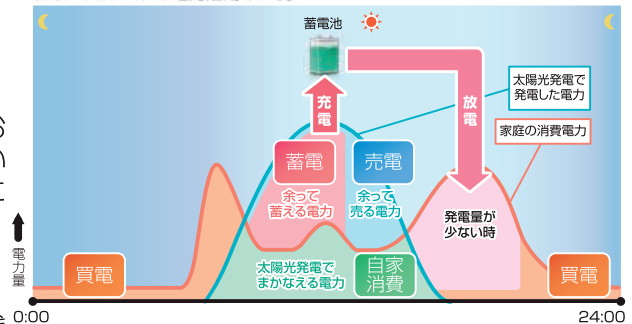 蓄電池
太陽光発電で
発電した電力
充電
放電
家庭の消費電力
蓄電
売電
余って
蓄える電力
余って
売る電力
発電量が
少ない時
電力量
買電
太陽光発電で
まかなえる電力
自家
消費
買電
0:00
24:00